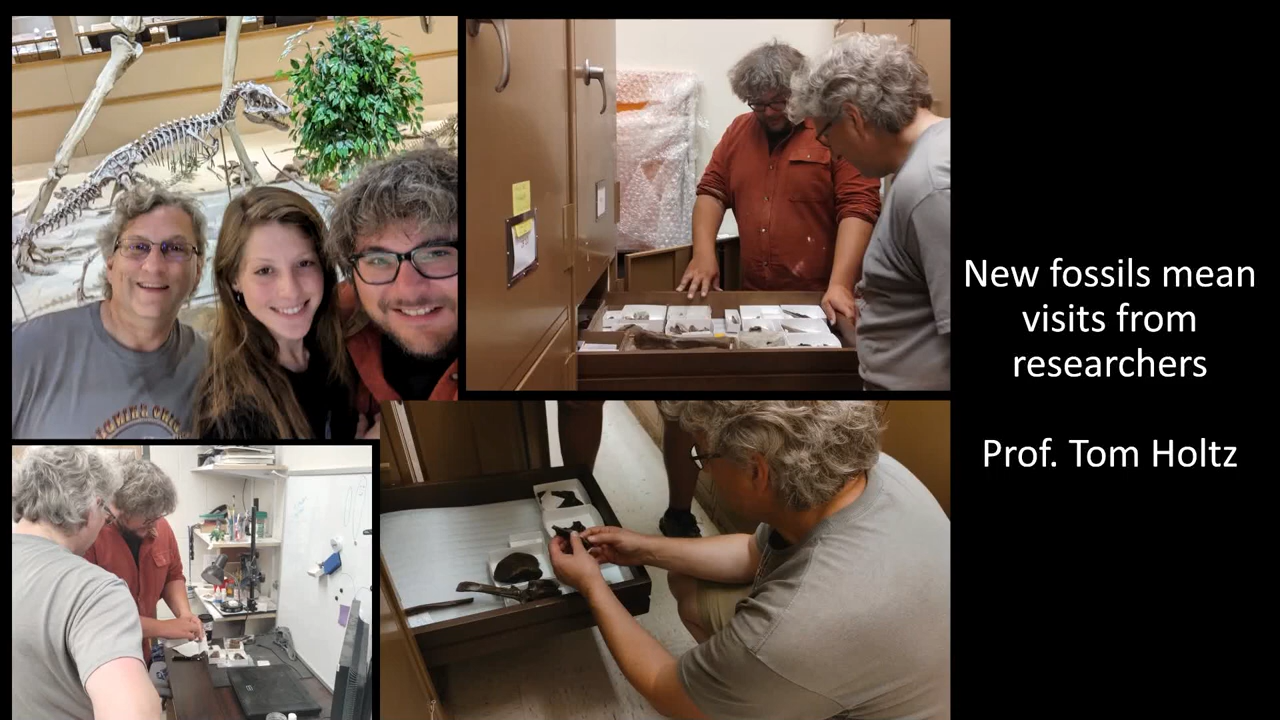 New fossils mean
visits from
researchers
Prof. Tom Holtz